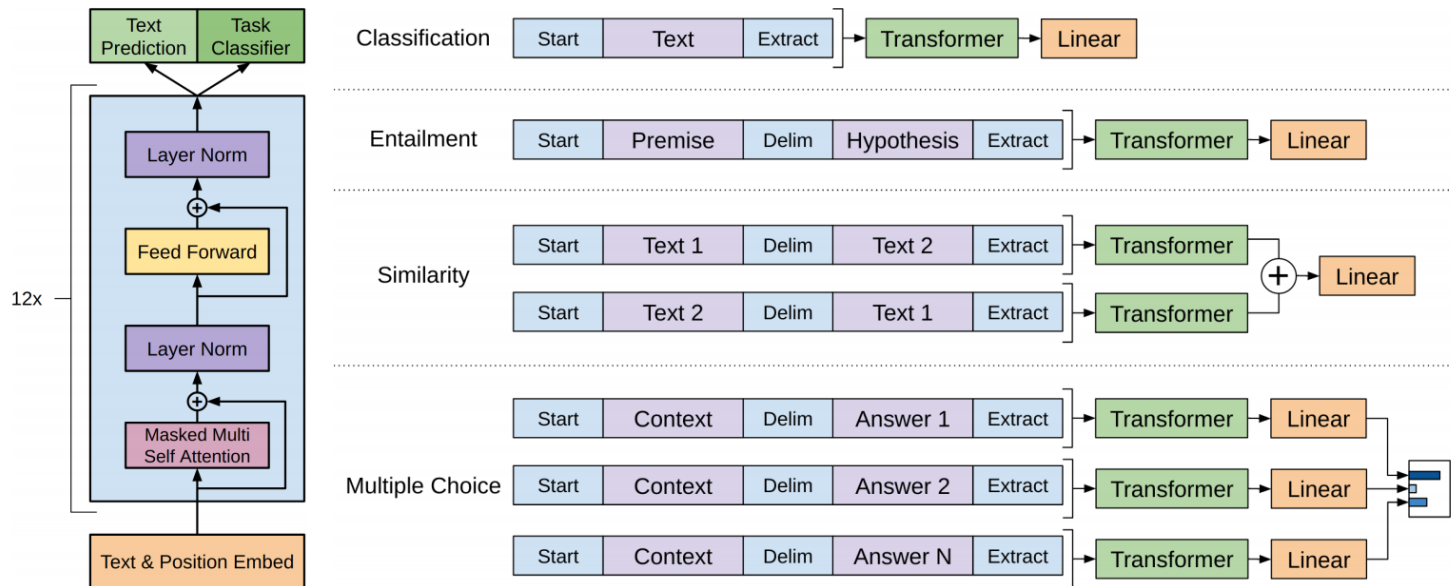 Text
Prediction
Task
Classifier
12x
Layer Norm
+
Feed Forward
Layer Norm
+
Masked Multi
Self Attention
Text & Position Embed
Classification
Start Text Extract Transformer Linear
Entailment
Start Premise Delim Hypothesis Extract Transformer Linear
Similarity
Start Text 1 Delim Text 2 Extract Transformer
+ Linear
Start Text 2 Delim Text 1 Extract Transformer
Multiple Choice
Start Context Delim Answer 1 Extract Transformer Linear
Start Context Delim Answer 2 Extract Transformer Linear
Start Context Delim Answer N Extract Transformer Linear